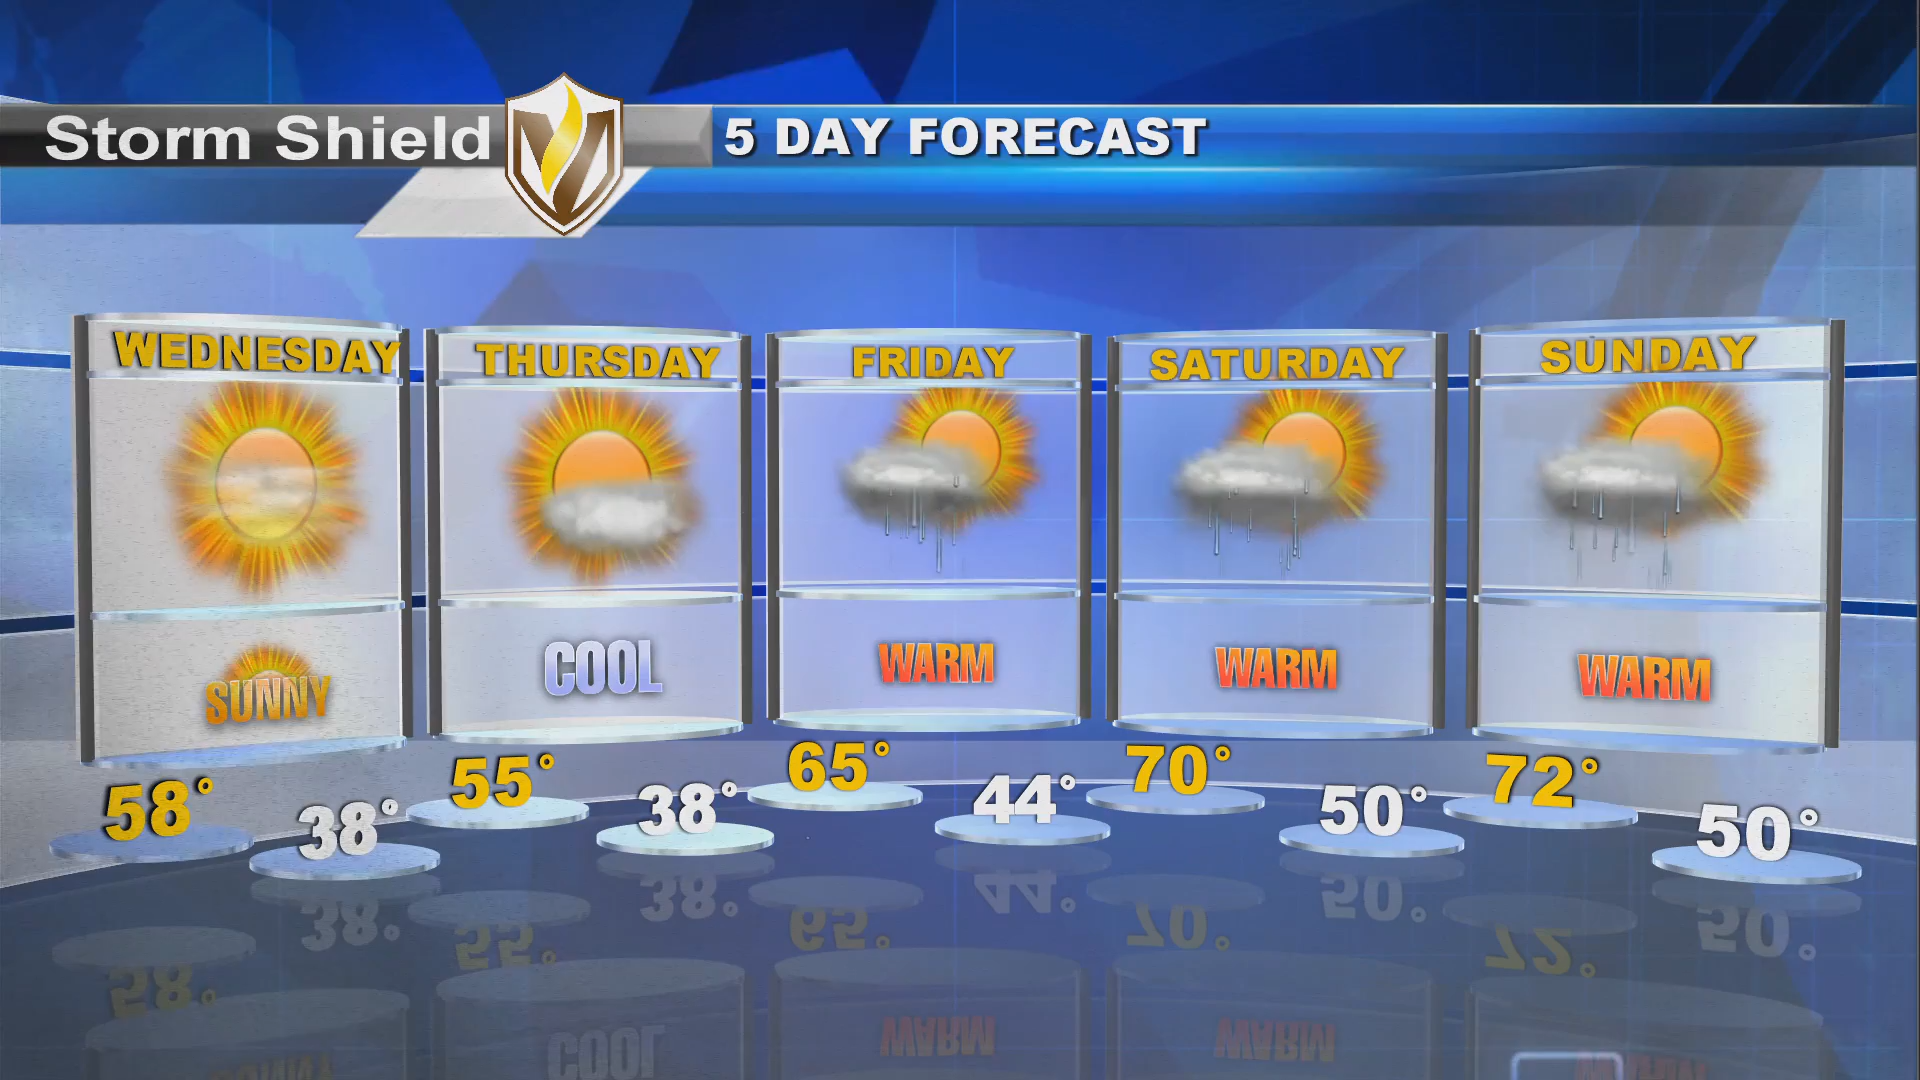 Storm Shield
5 DAY FORECAST
WEDNESDAY
SUNNY
58°
38°
THURSDAY
COOL
55°
38°
FRIDAY
WARM
65°
44°
SATURDAY
WARM
70°
50°
SUNDAY
WARM
72°
50°